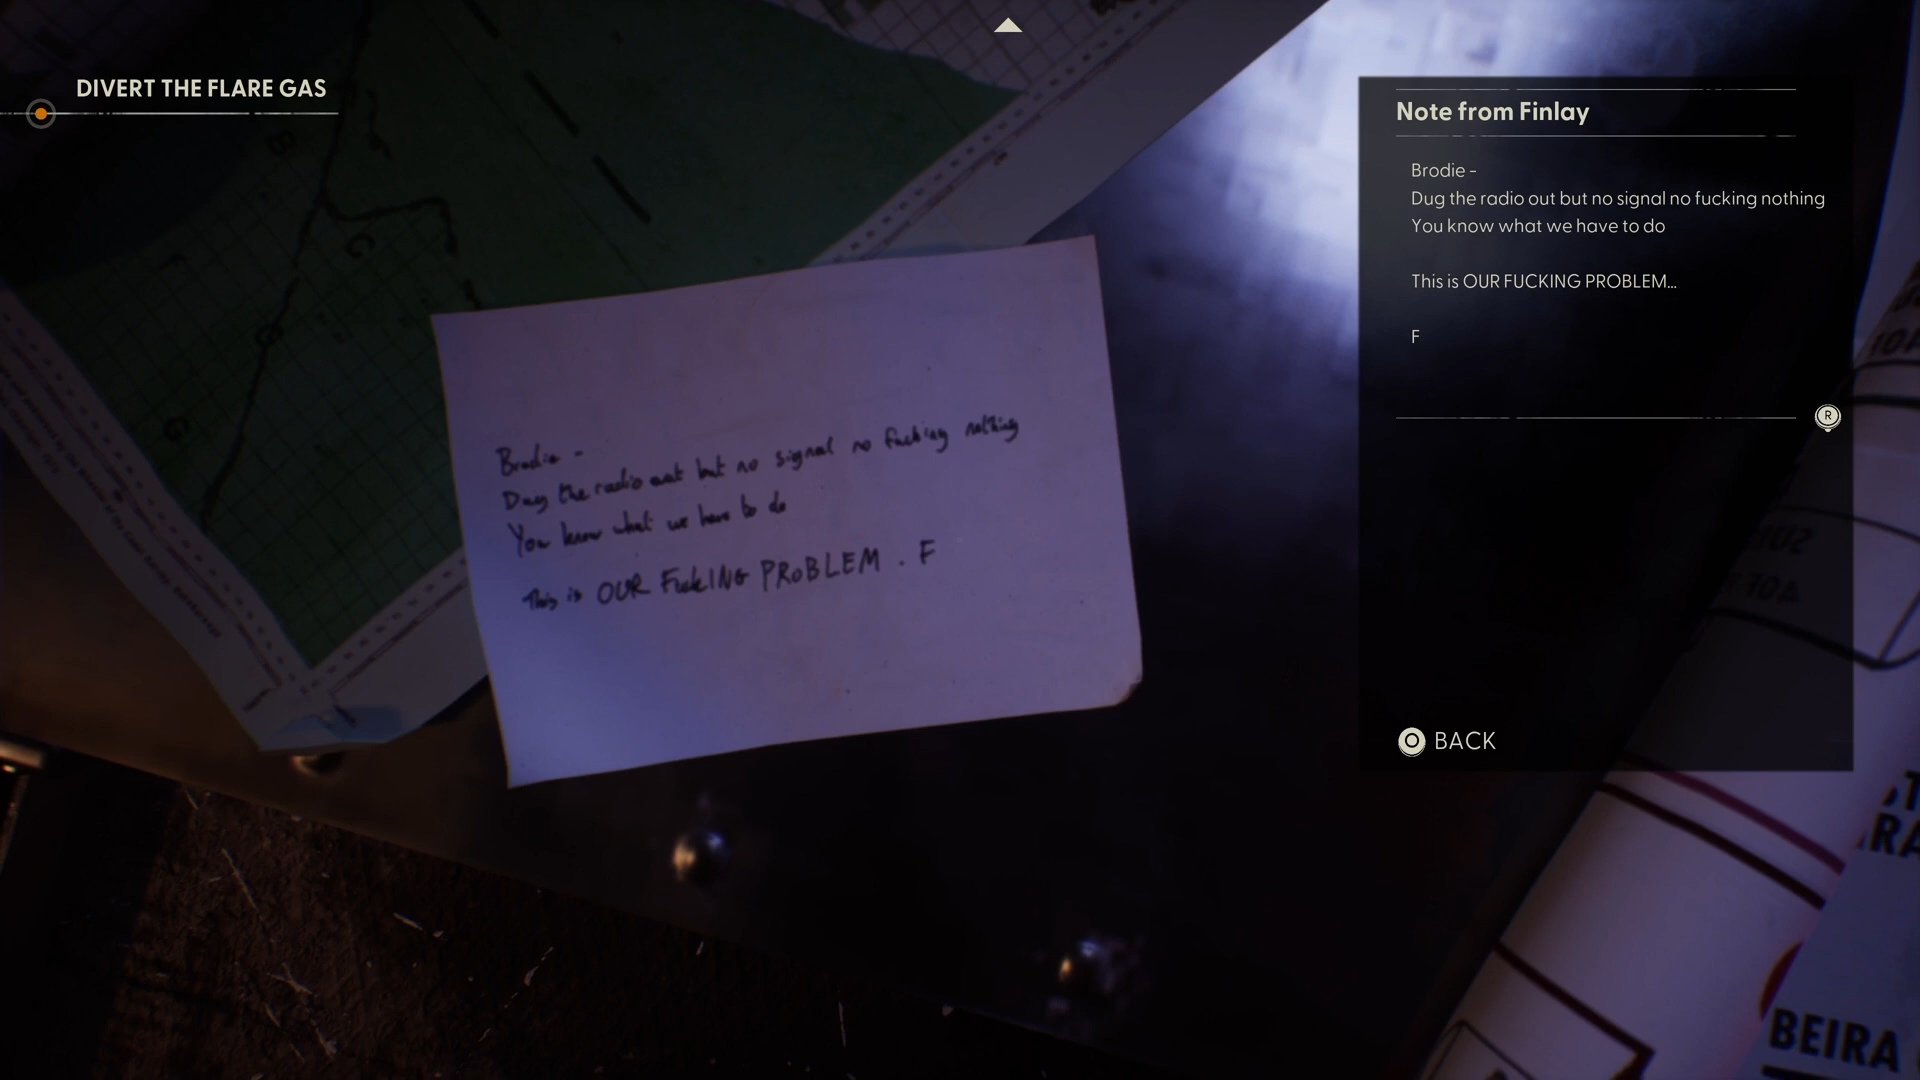 DIVERT THE FLARE GAS
Brodie -
Dug the radio out but no signal no fucking nothing
You know what we have to do
This is OUR FUCKING PROBLEM . F
Note from Finlay
Brodie -
Dug the radio out but no signal no fucking nothing
You know what we have to do
This is OUR FUCKING PROBLEM...
F
R
BACK
BEIRA